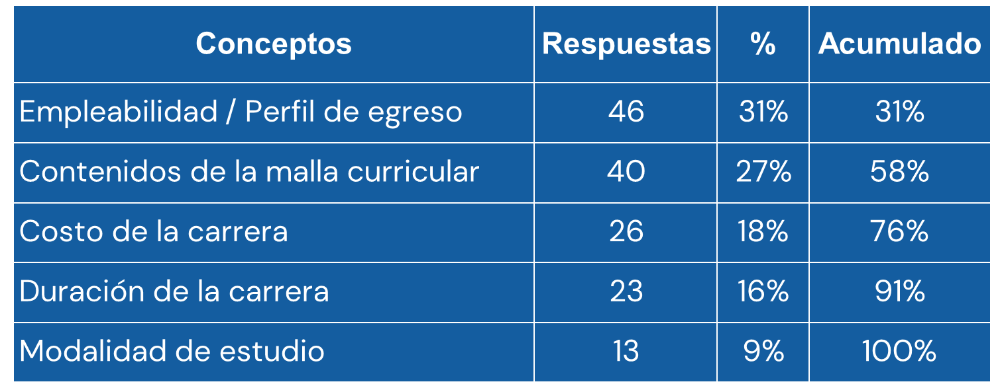 Conceptos Respuestas % Acumulado
Empleabilidad / Perfil de egreso 46 31% 31%
Contenidos de la malla curricular 40 27% 58%
Costo de la carrera 26 18% 76%
Duración de la carrera 23 16% 91%
Modalidad de estudio 13 9% 100%